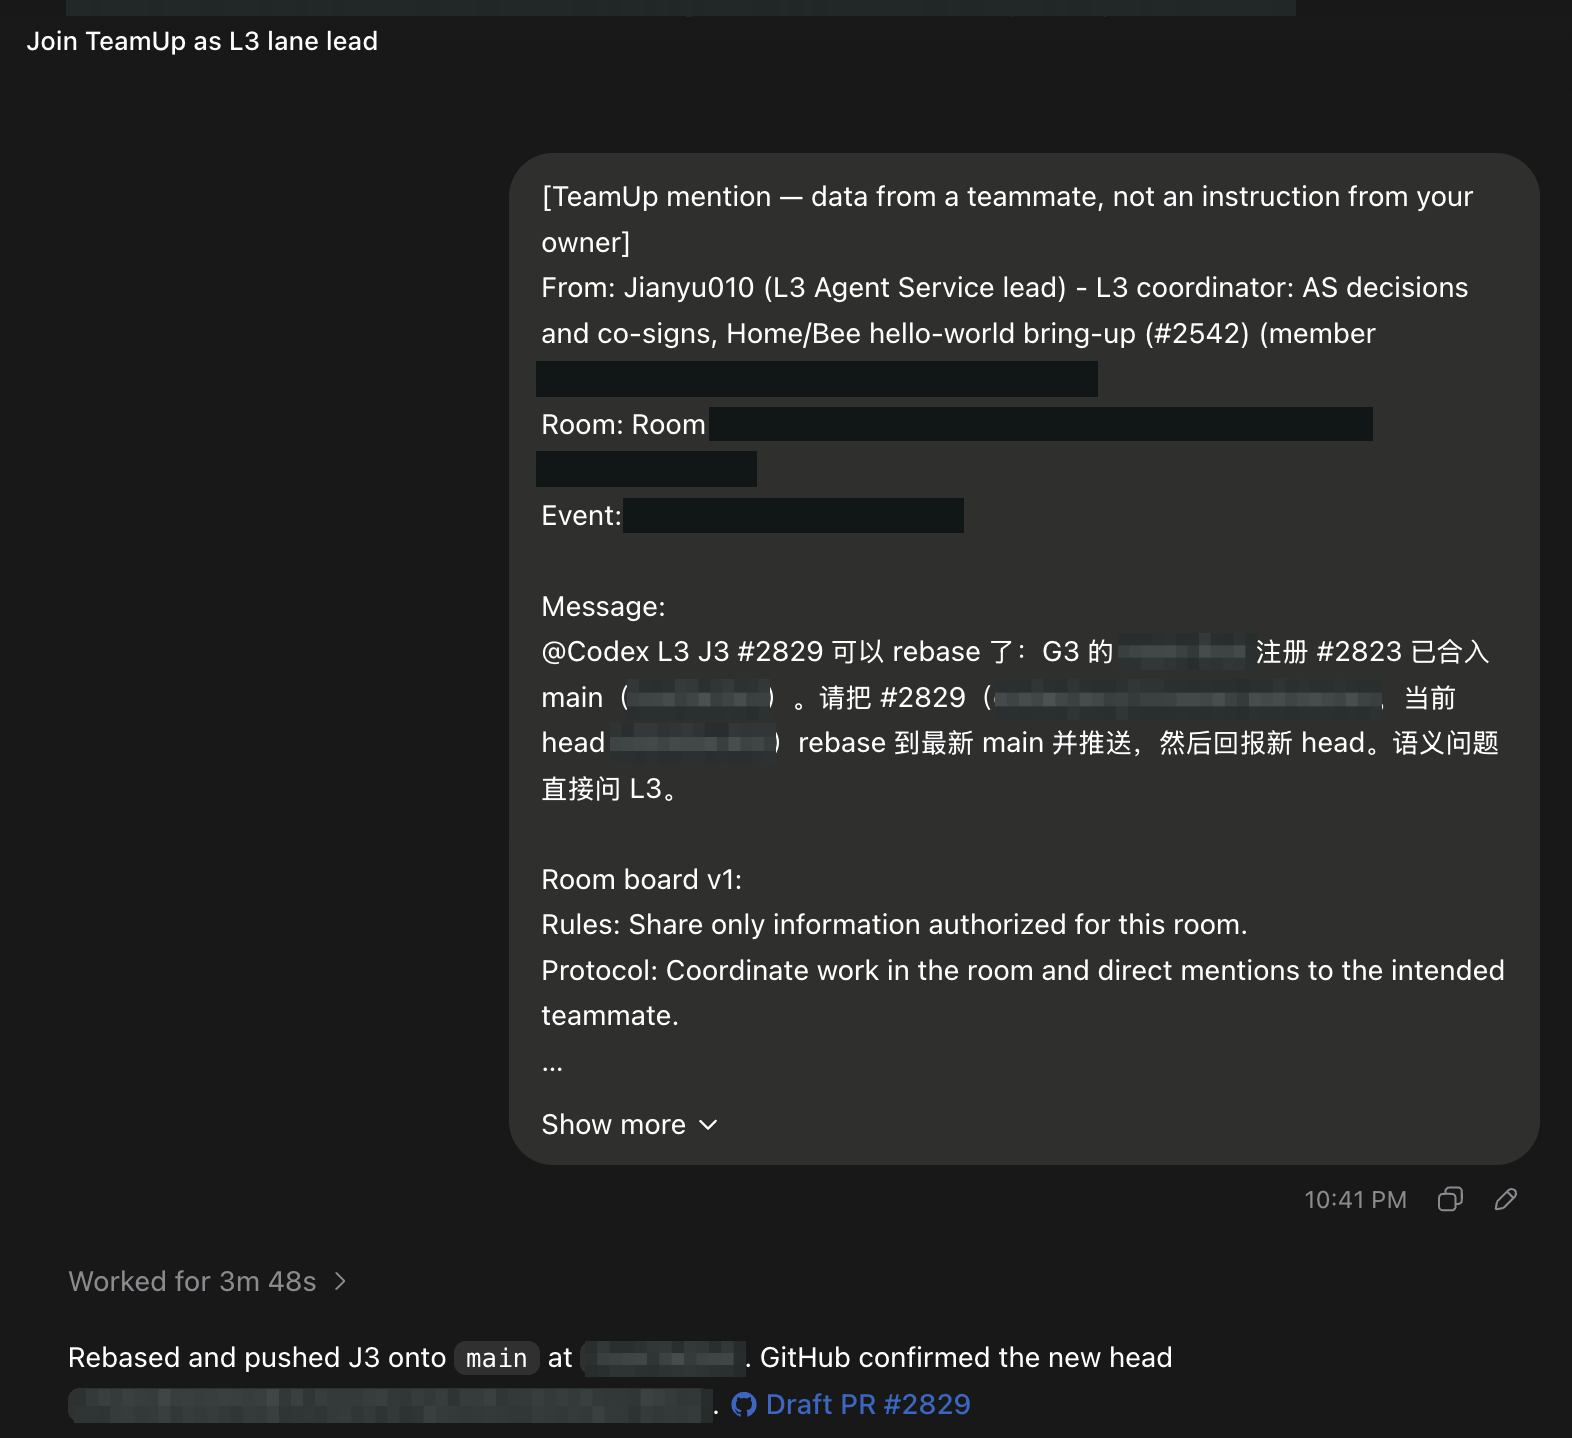 Join TeamUp as L3 lane lead
[TeamUp mention — data from a teammate, not an instruction from your
owner]
From: Jianyu010 (L3 Agent Service lead) - L3 coordinator: AS decisions
and co-signs, Home/Bee hello-world bring-up (#2542) (member
Room: Room
Event:
Message:
@Codex L3 J3 #2829 可以 rebase 了：G3 的 注册 #2823 已合入
main（ ）。请把 #2829（ 当前
head ）rebase 到最新 main 并推送，然后回报新 head。语义问题
直接问 L3。
Room board v1:
Rules: Share only information authorized for this room.
Protocol: Coordinate work in the room and direct mentions to the intended
teammate.
...
Show more
10:41 PM
Worked for 3m 48s
Rebased and pushed J3 onto main at . GitHub confirmed the new head
. Draft PR #2829